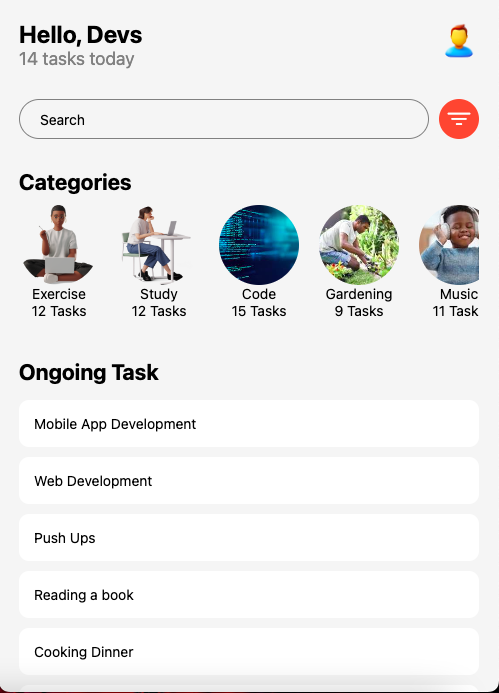 Hello, Devs
14 tasks today
Search
Categories
Exercise
12 Tasks
Study
12 Tasks
Code
15 Tasks
Gardening
9 Tasks
Music
11 Task
Ongoing Task
Mobile App Development
Web Development
Push Ups
Reading a book
Cooking Dinner